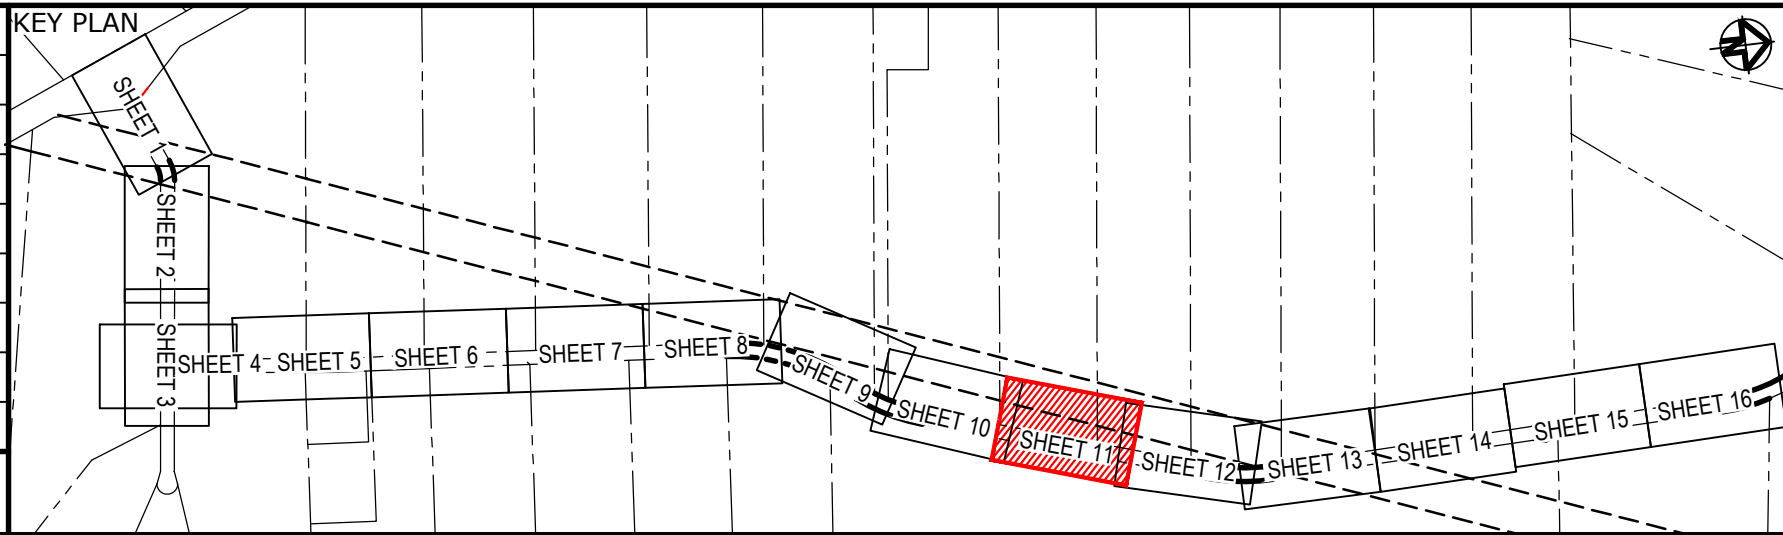 KEY PLAN
N
SHEET 1
SHEET 2
SHEET 3
SHEET 4
SHEET 5
SHEET 6
SHEET 7
SHEET 8
SHEET 9
SHEET 10
SHEET 11
SHEET 12
SHEET 13
SHEET 14
SHEET 15
SHEET 16